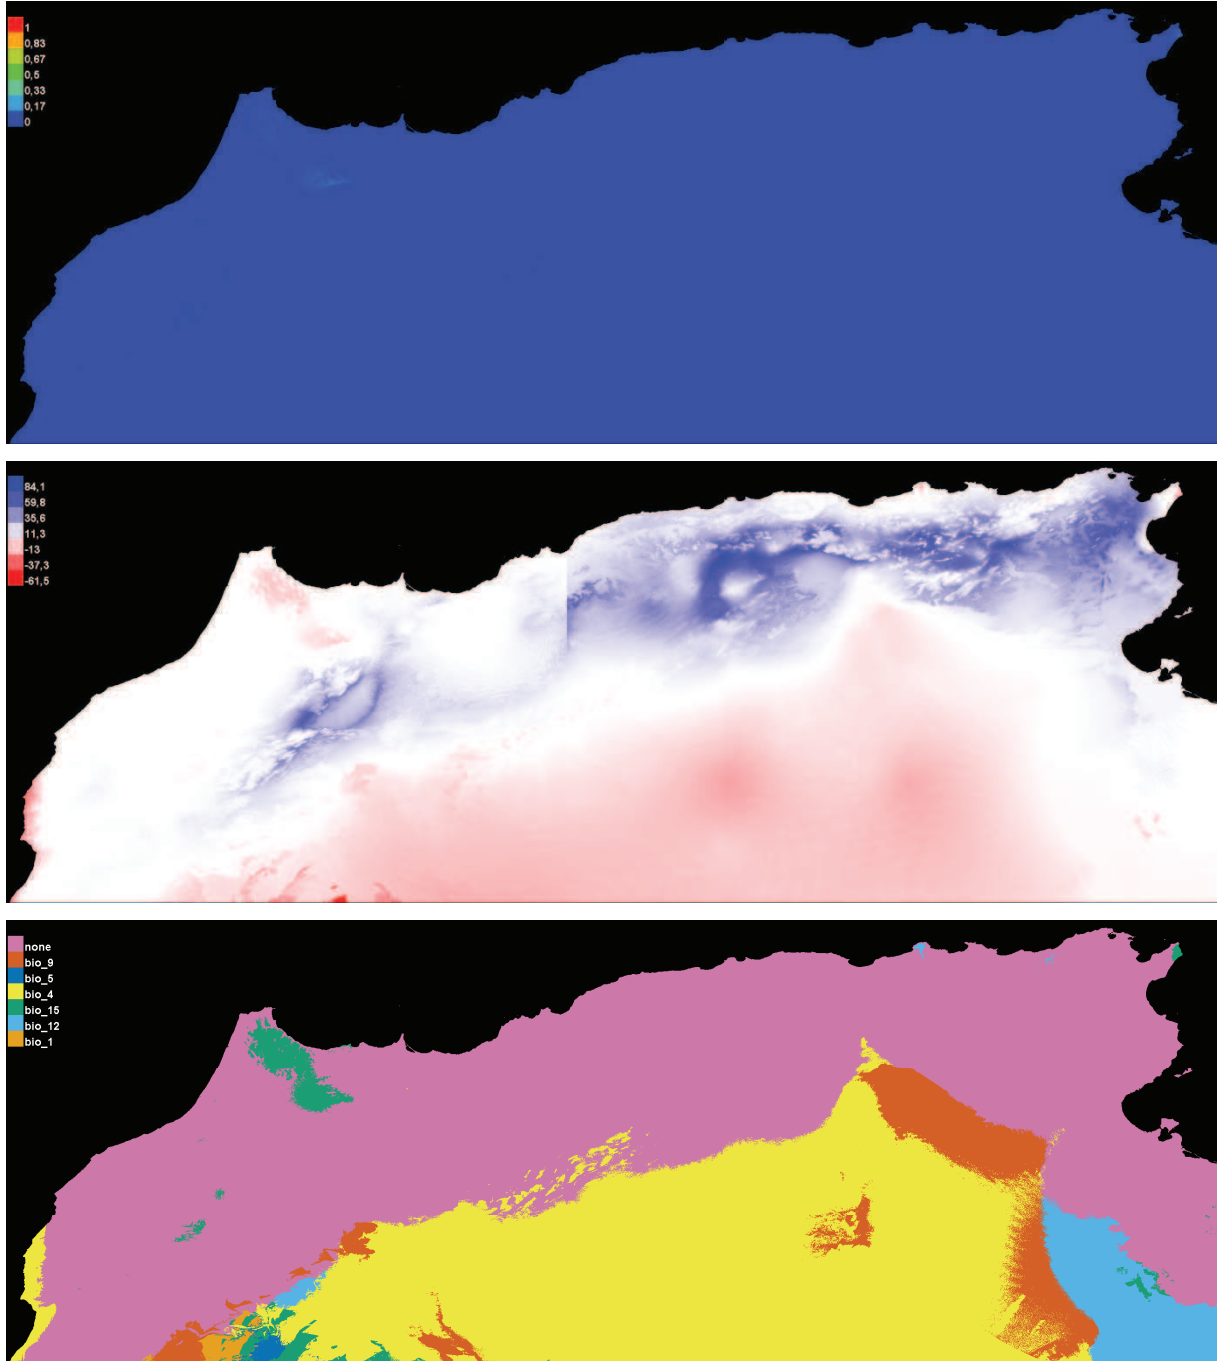 1
0,83
0,67
0,5
0,33
0,17
0
84,1
59,8
35,6
11,3
-13
-37,3
-61,5
none
bio_9
bio_5
bio_4
bio_15
bio_12
bio_1